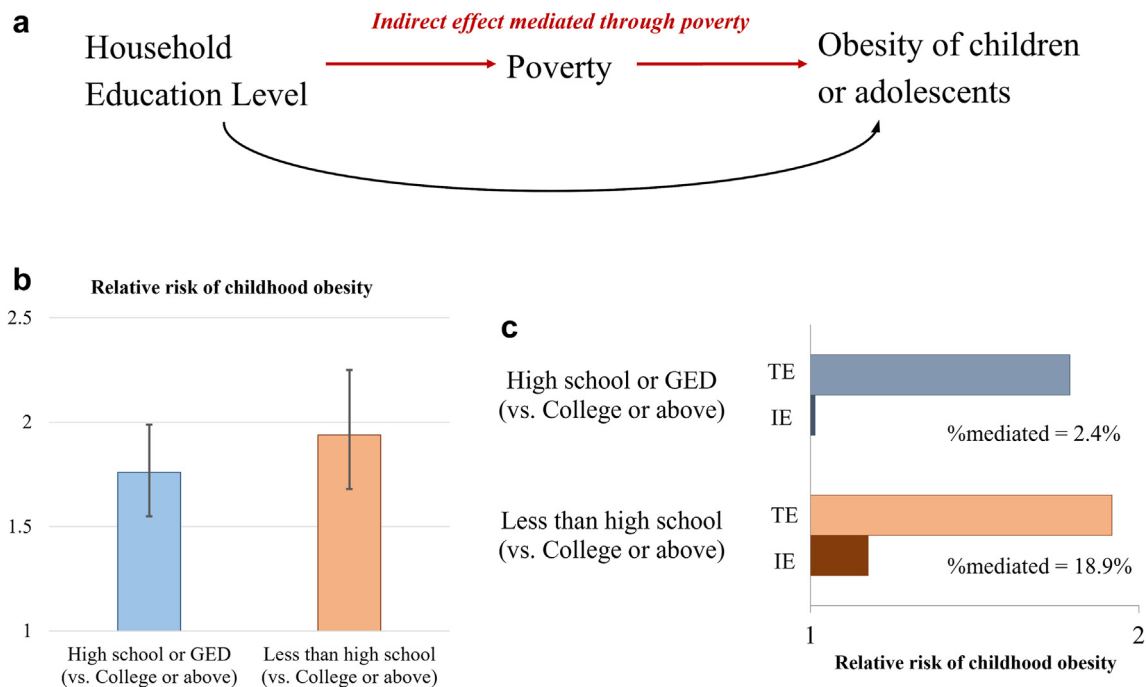 a
Indirect effect mediated through poverty
Household
Education Level
Poverty
Obesity of children
or adolescents
b
Relative risk of childhood obesity
2.5
2
1.5
1
High school or GED
(vs. College or above)
Less than high school
(vs. College or above)
c
High school or GED
(vs. College or above)
TE
IE
%mediated = 2.4%
Less than high school
(vs. College or above)
TE
IE
%mediated = 18.9%
1
2
Relative risk of childhood obesity